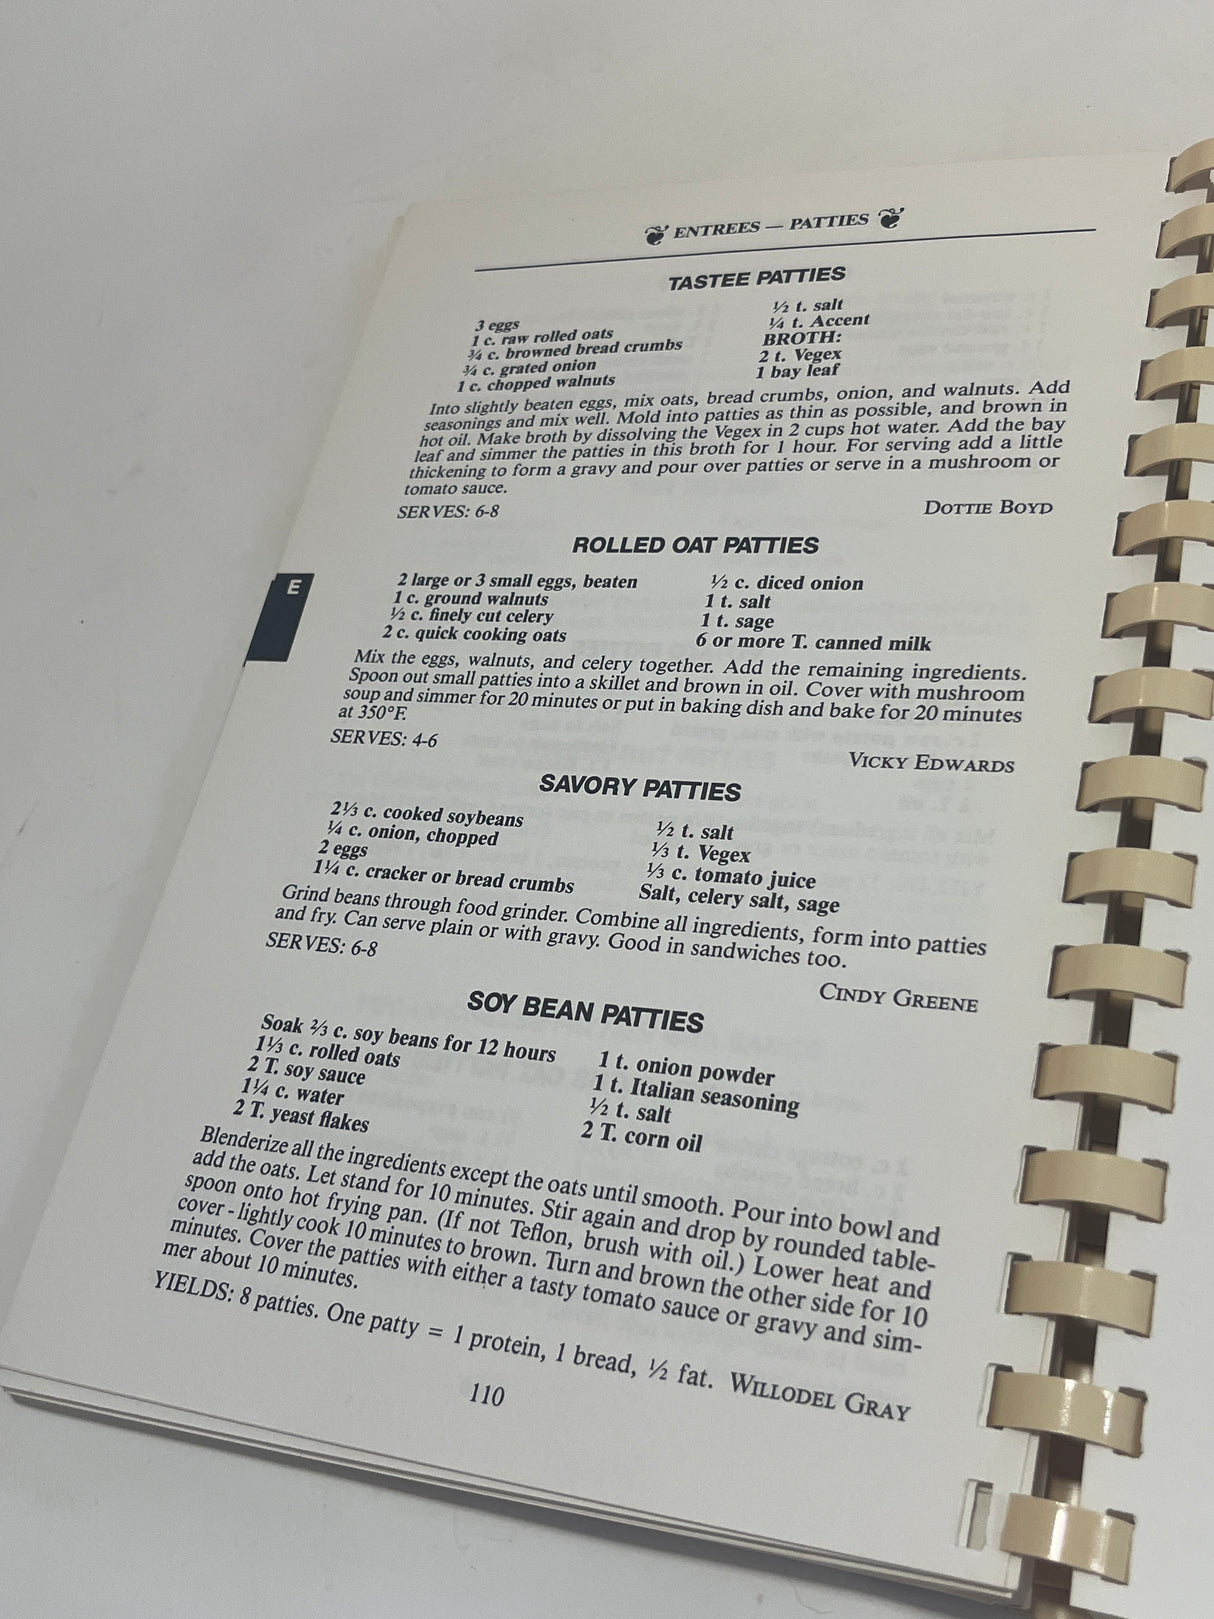 ENTREES — PATTIES
TASTEE PATTIES
3 eggs
1 c. raw rolled oats
¾ c. browned bread crumbs
¾ c. grated onion
1 c. chopped walnuts
½ t. salt
¼ t. Accent
BROTH:
2 t. Vegex
1 bay leaf
Into slightly beaten eggs, mix oats, bread crumbs, onion, and walnuts. Add
seasonings and mix well. Mold into patties as thin as possible, and brown in
hot oil. Make broth by dissolving the Vegex in 2 cups hot water. Add the bay
leaf and simmer the patties in this broth for 1 hour. For serving add a little
thickening to form a gravy and pour over patties or serve in a mushroom or
tomato sauce.
SERVES: 6-8
DOTTIE BOYD
ROLLED OAT PATTIES
2 large or 3 small eggs, beaten
1 c. ground walnuts
½ c. finely cut celery
2 c. quick cooking oats
½ c. diced onion
1 t. salt
1 t. sage
6 or more T. canned milk
E
Mix the eggs, walnuts, and celery together. Add the remaining ingredients.
Spoon out small patties into a skillet and brown in oil. Cover with mushroom
soup and simmer for 20 minutes or put in baking dish and bake for 20 minutes
at 350°F.
SERVES: 4-6
VICKY EDWARDS
SAVORY PATTIES
2⅓ c. cooked soybeans
¼ c. onion, chopped
2 eggs
1¼ c. cracker or bread crumbs
½ t. salt
⅓ t. Vegex
⅓ c. tomato juice
Salt, celery salt, sage
Grind beans through food grinder. Combine all ingredients, form into patties
and fry. Can serve plain or with gravy. Good in sandwiches too.
SERVES: 6-8
CINDY GREENE
SOY BEAN PATTIES
Soak ⅔ c. soy beans for 12 hours
1⅓ c. rolled oats
2 T. soy sauce
1¼ c. water
2 T. yeast flakes
1 t. onion powder
1 t. Italian seasoning
½ t. salt
2 T. corn oil
Blenderize all the ingredients except the oats until smooth. Pour into bowl and
add the oats. Let stand for 10 minutes. Stir again and drop by rounded table-
spoon onto hot frying pan. (If not Teflon, brush with oil.) Lower heat and
cover - lightly cook 10 minutes to brown. Turn and brown the other side for 10
minutes. Cover the patties with either a tasty tomato sauce or gravy and sim-
mer about 10 minutes.
YIELDS: 8 patties. One patty = 1 protein, 1 bread, ½ fat. WILLODEL GRAY
110